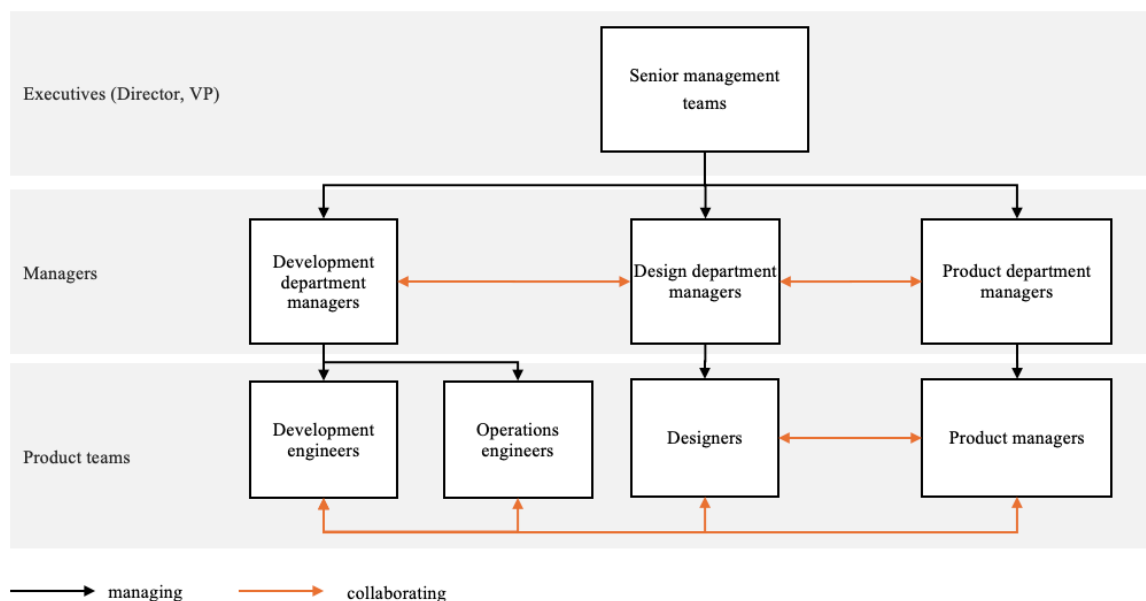 Senior management
teams
Executives (Director, VP)
Development
department
managers
Design department
managers
Product department
managers
Managers
Development
engineers
Operations
engineers
Designers
Product managers
Product teams
managing
collaborating